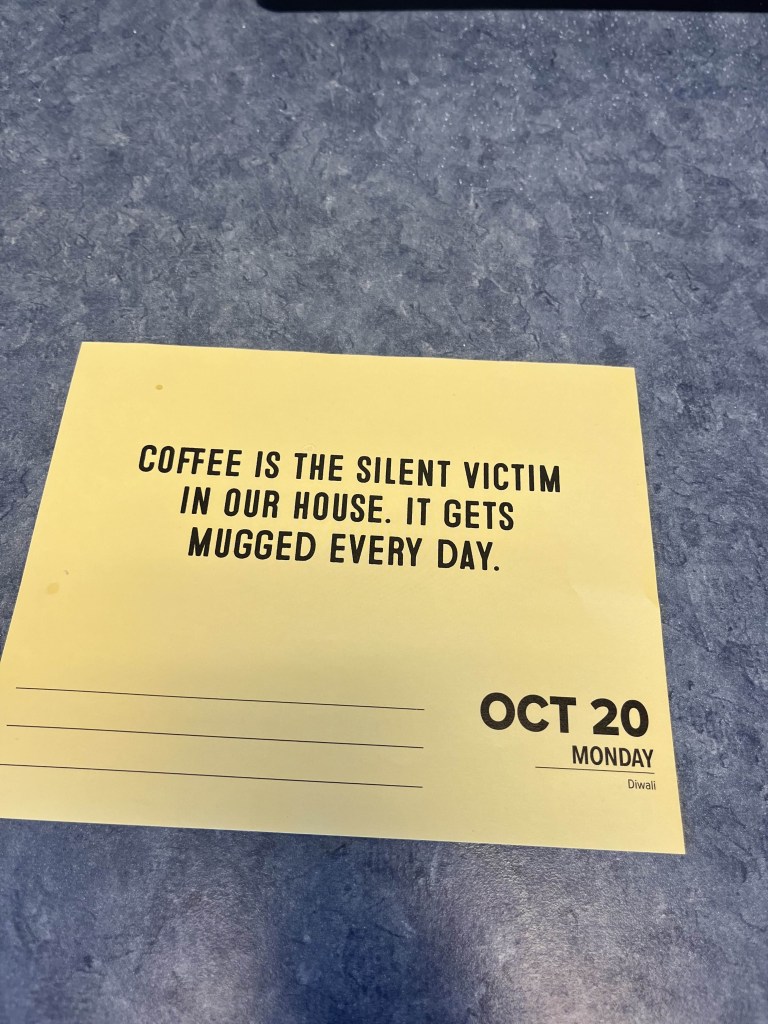 COFFEE IS THE SILENT VICTIM
IN OUR HOUSE. IT GETS
MUGGED EVERY DAY.
OCT 20
MONDAY
Diwali